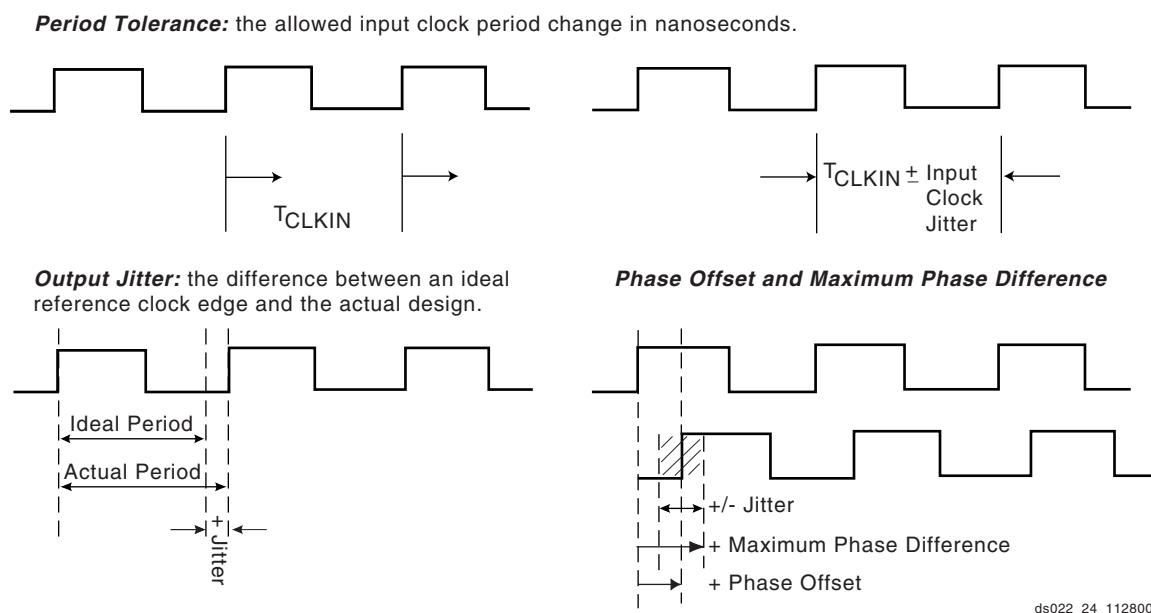 Period Tolerance: the allowed input clock period change in nanoseconds.
TCLKIN
TCLKIN ± Input
Clock
Jitter
Output Jitter: the difference between an ideal
reference clock edge and the actual design.
Phase Offset and Maximum Phase Difference
Ideal Period
Actual Period
+ Jitter
+/- Jitter
+ Maximum Phase Difference
+ Phase Offset
ds022_24_112800